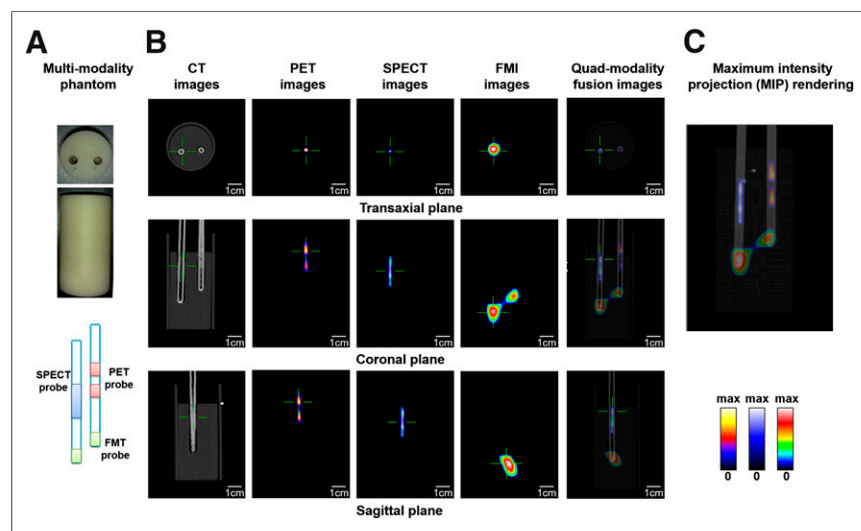 A
B
C
Multi-modality
phantom
CT
images
PET
images
SPECT
images
FMI
images
Quad-modality
fusion images
Maximum intensity
projection (MIP) rendering
1cm
1cm
1cm
1cm
1cm
Transaxial plane
1cm
1cm
1cm
1cm
1cm
Coronal plane
SPECT
probe
PET
probe
FMT
probe
1cm
1cm
1cm
1cm
1cm
Sagittal plane
max max max
0 0 0